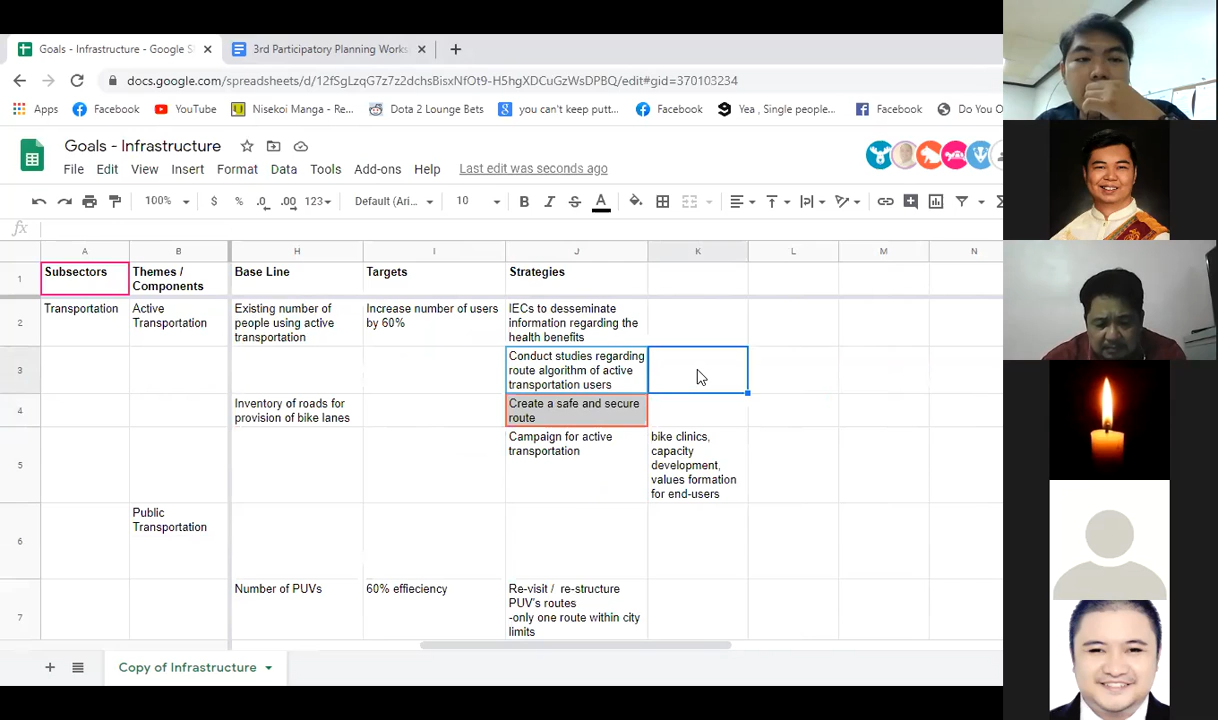 Goals - Infrastructure - Google S
3rd Participatory Planning Works
docs.google.com/spreadsheets/d/12fSgLzqG7z7z2dchsBisxNfOt9-H5hgXDCuGzWsDPBQ/edit#gid=370103234
Apps Facebook YouTube Nisekoi Manga - Re... Dota 2 Lounge Bets you can't keep putt... Facebook Yea , Single people... Facebook Do You O
Goals - Infrastructure
File Edit View Insert Format Data Tools Add-ons Help Last edit was seconds ago
100% $ % .0 .00 123 Default (Ari... 10 B I S A
fx
A B H I J K L M N
1 Subsectors Themes / Base Line Targets Strategies
Components
2 Transportation Active Existing number of Increase number of users IECs to desseminate
Transportation people using active by 60% information regarding the
transportation health benefits
3 Conduct studies regarding
route algorithm of active
transportation users
4 Inventory of roads for Create a safe and secure
provision of bike lanes route
5 Campaign for active bike clinics,
transportation capacity
development,
values formation
for end-users
6 Public
Transportation
7 Number of PUVs 60% effieciency Re-visit / re-structure
PUV's routes
-only one route within city
limits
Copy of Infrastructure